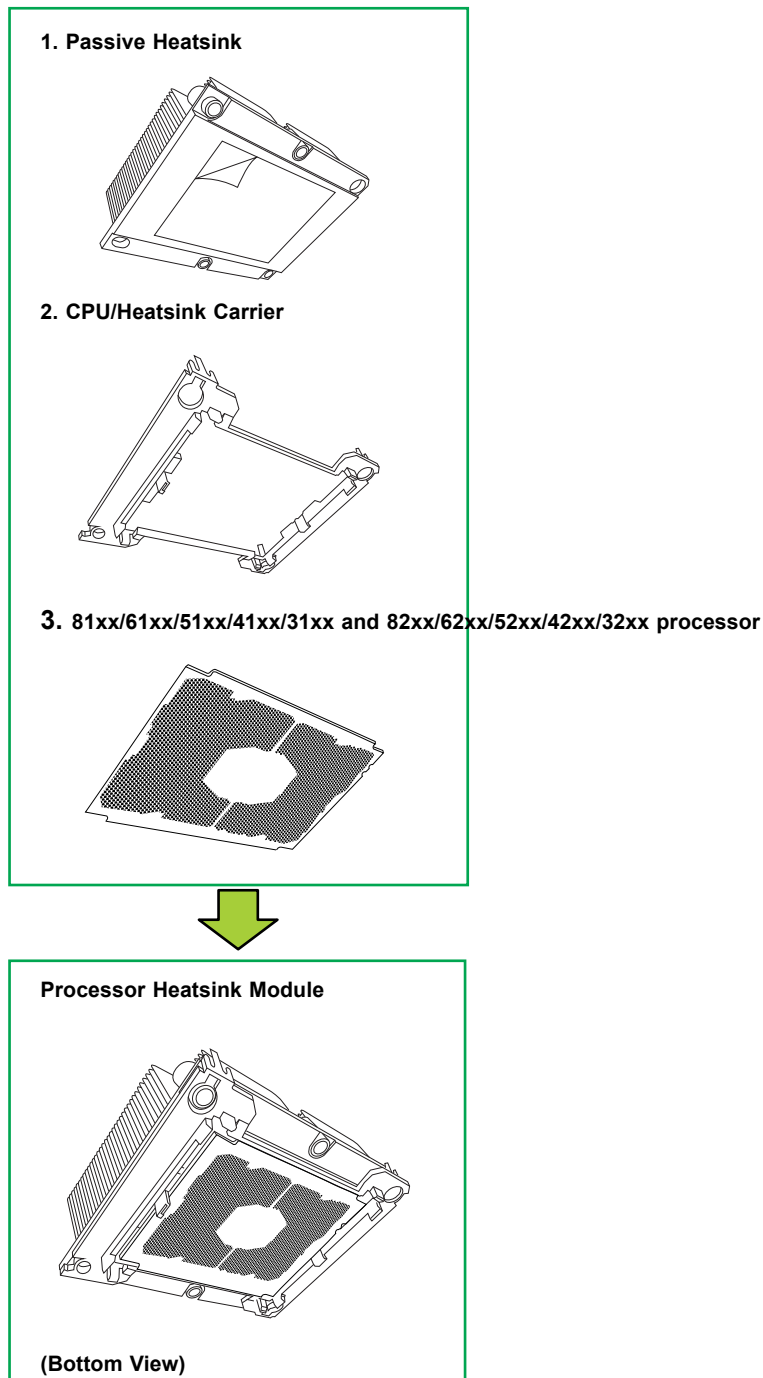 1. Passive Heatsink
2. CPU/Heatsink Carrier
3. 81xx/61xx/51xx/41xx/31xx and 82xx/62xx/52xx/42xx/32xx processor
Processor Heatsink Module
(Bottom View)